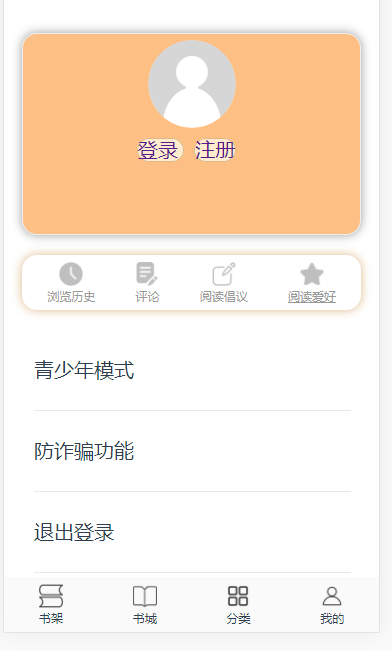 登录 注册
浏览历史 评论 阅读倡议 阅读爱好
青少年模式
防诈骗功能
退出登录
书架 书城 分类 我的